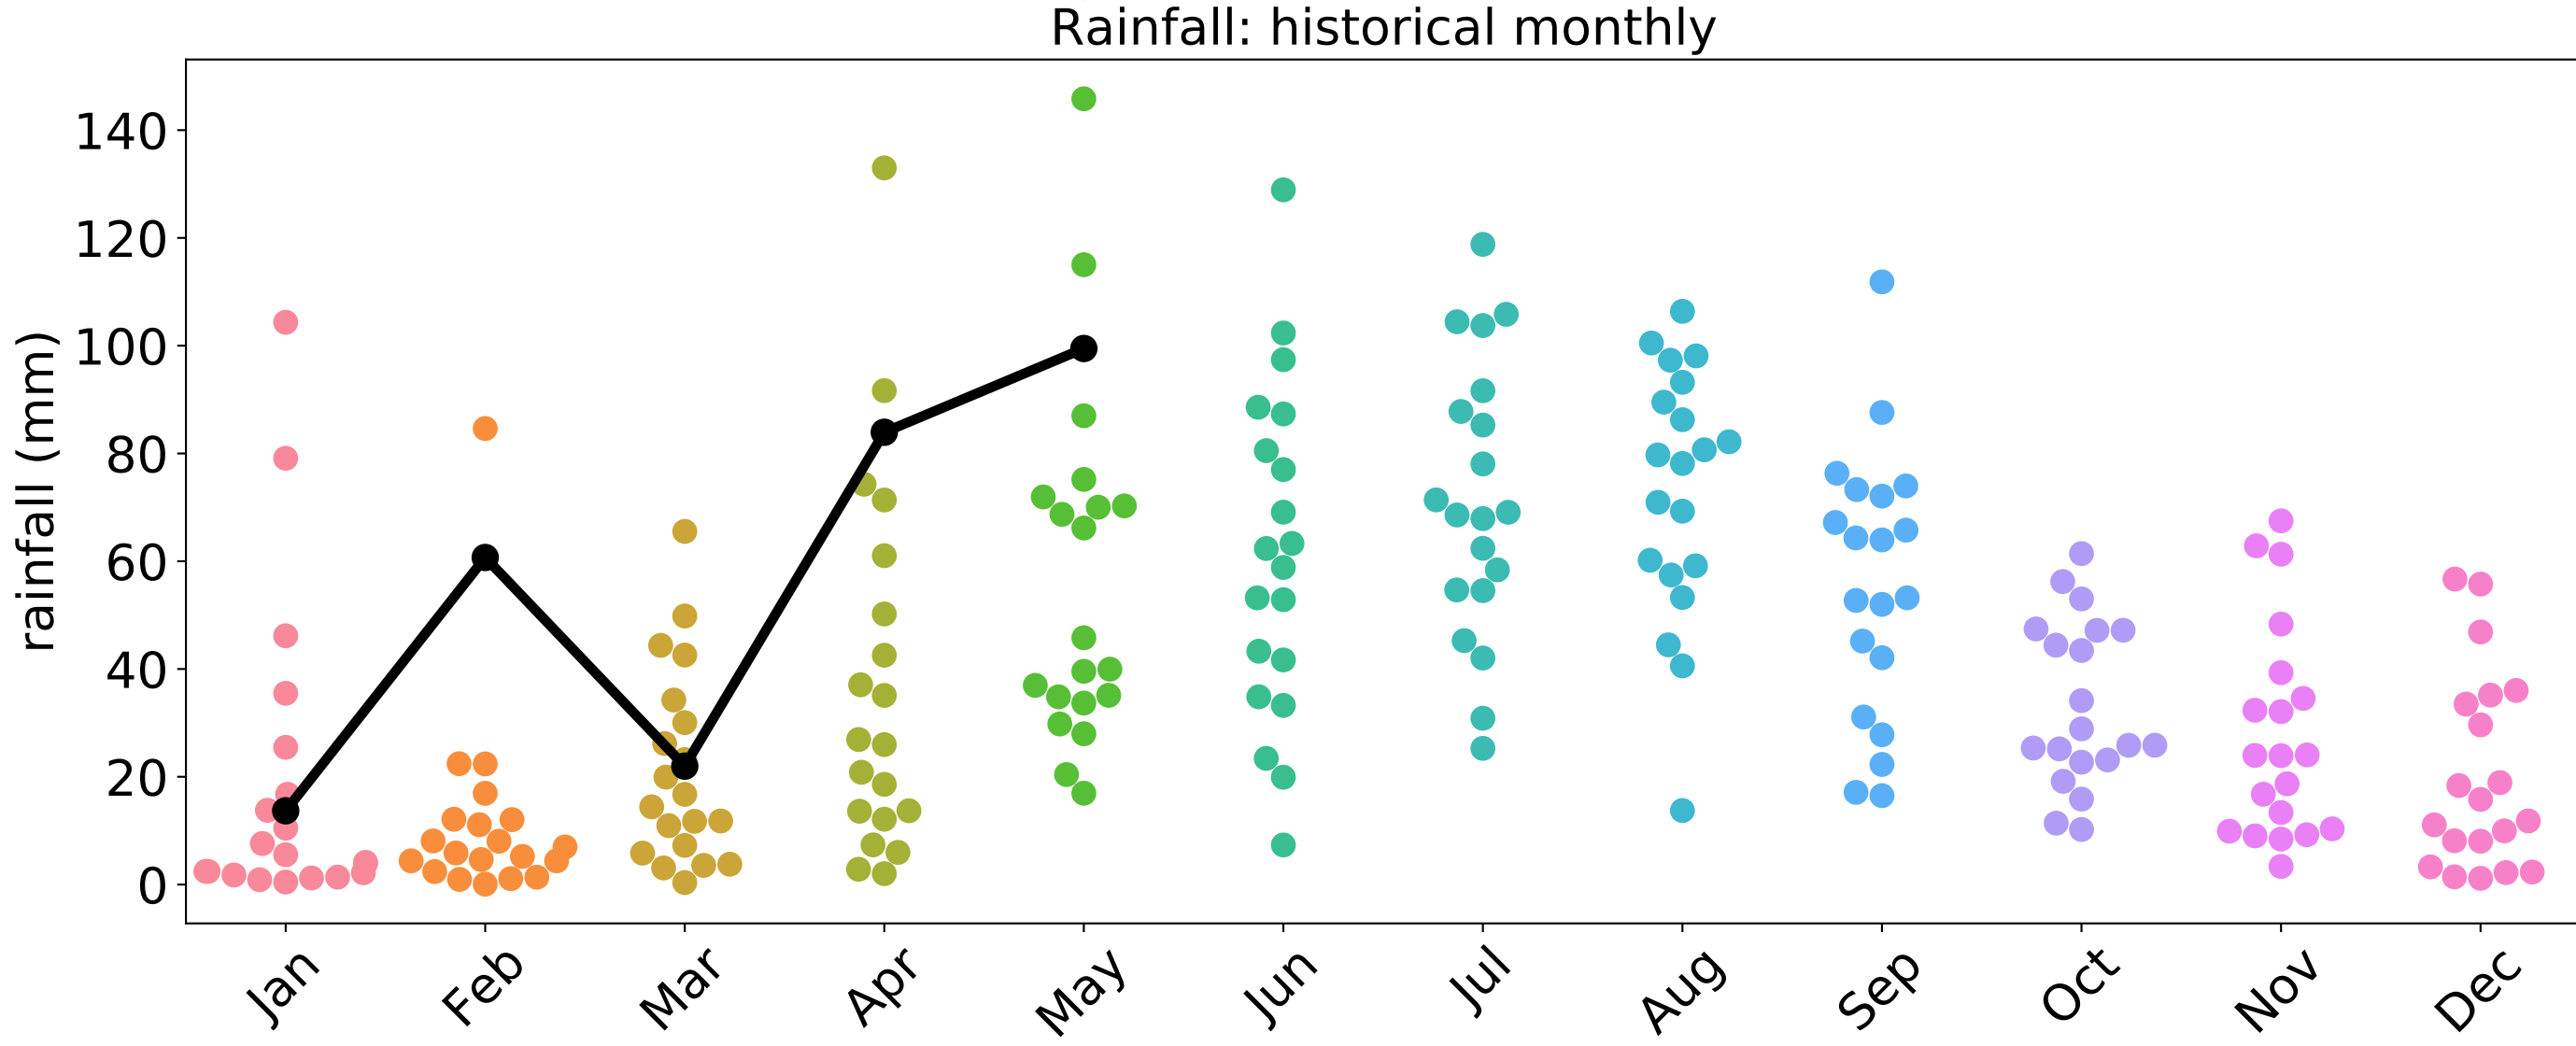 Rainfall: historical monthly
rainfall (mm)
140
120
100
80
60
40
20
0
Jan Feb Mar Apr May Jun Jul Aug Sep Oct Nov Dec